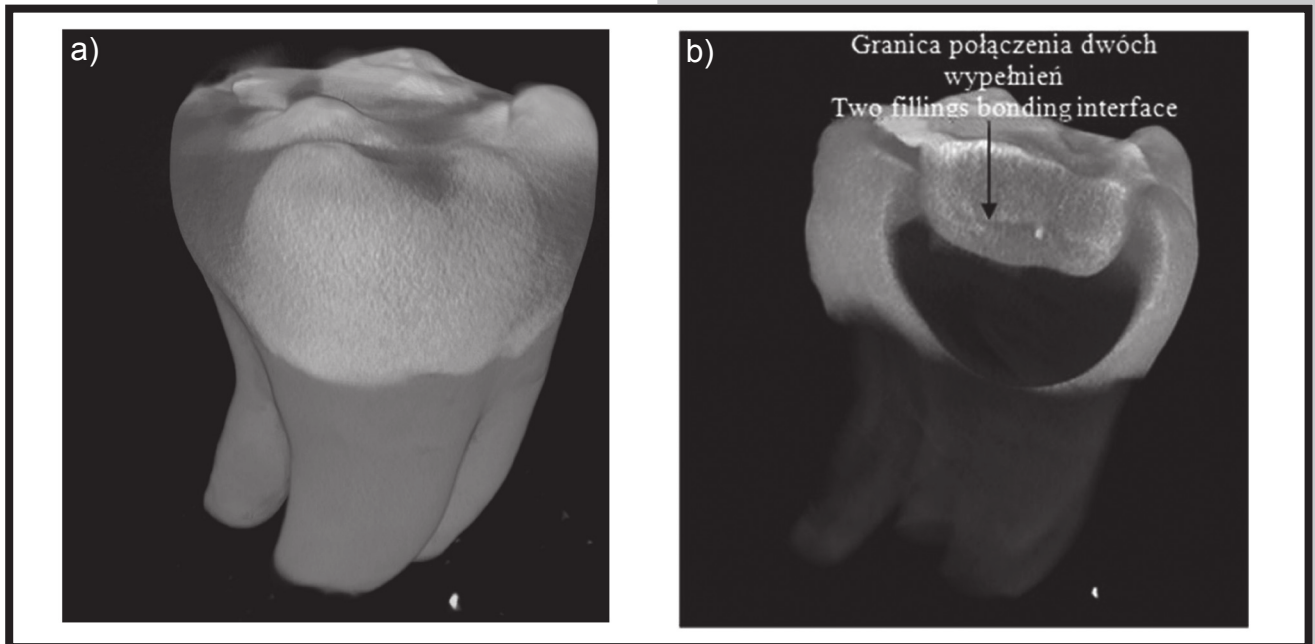 a)
b)
Granica połączenia dwóch
wypełnień
Two fillings bonding interface